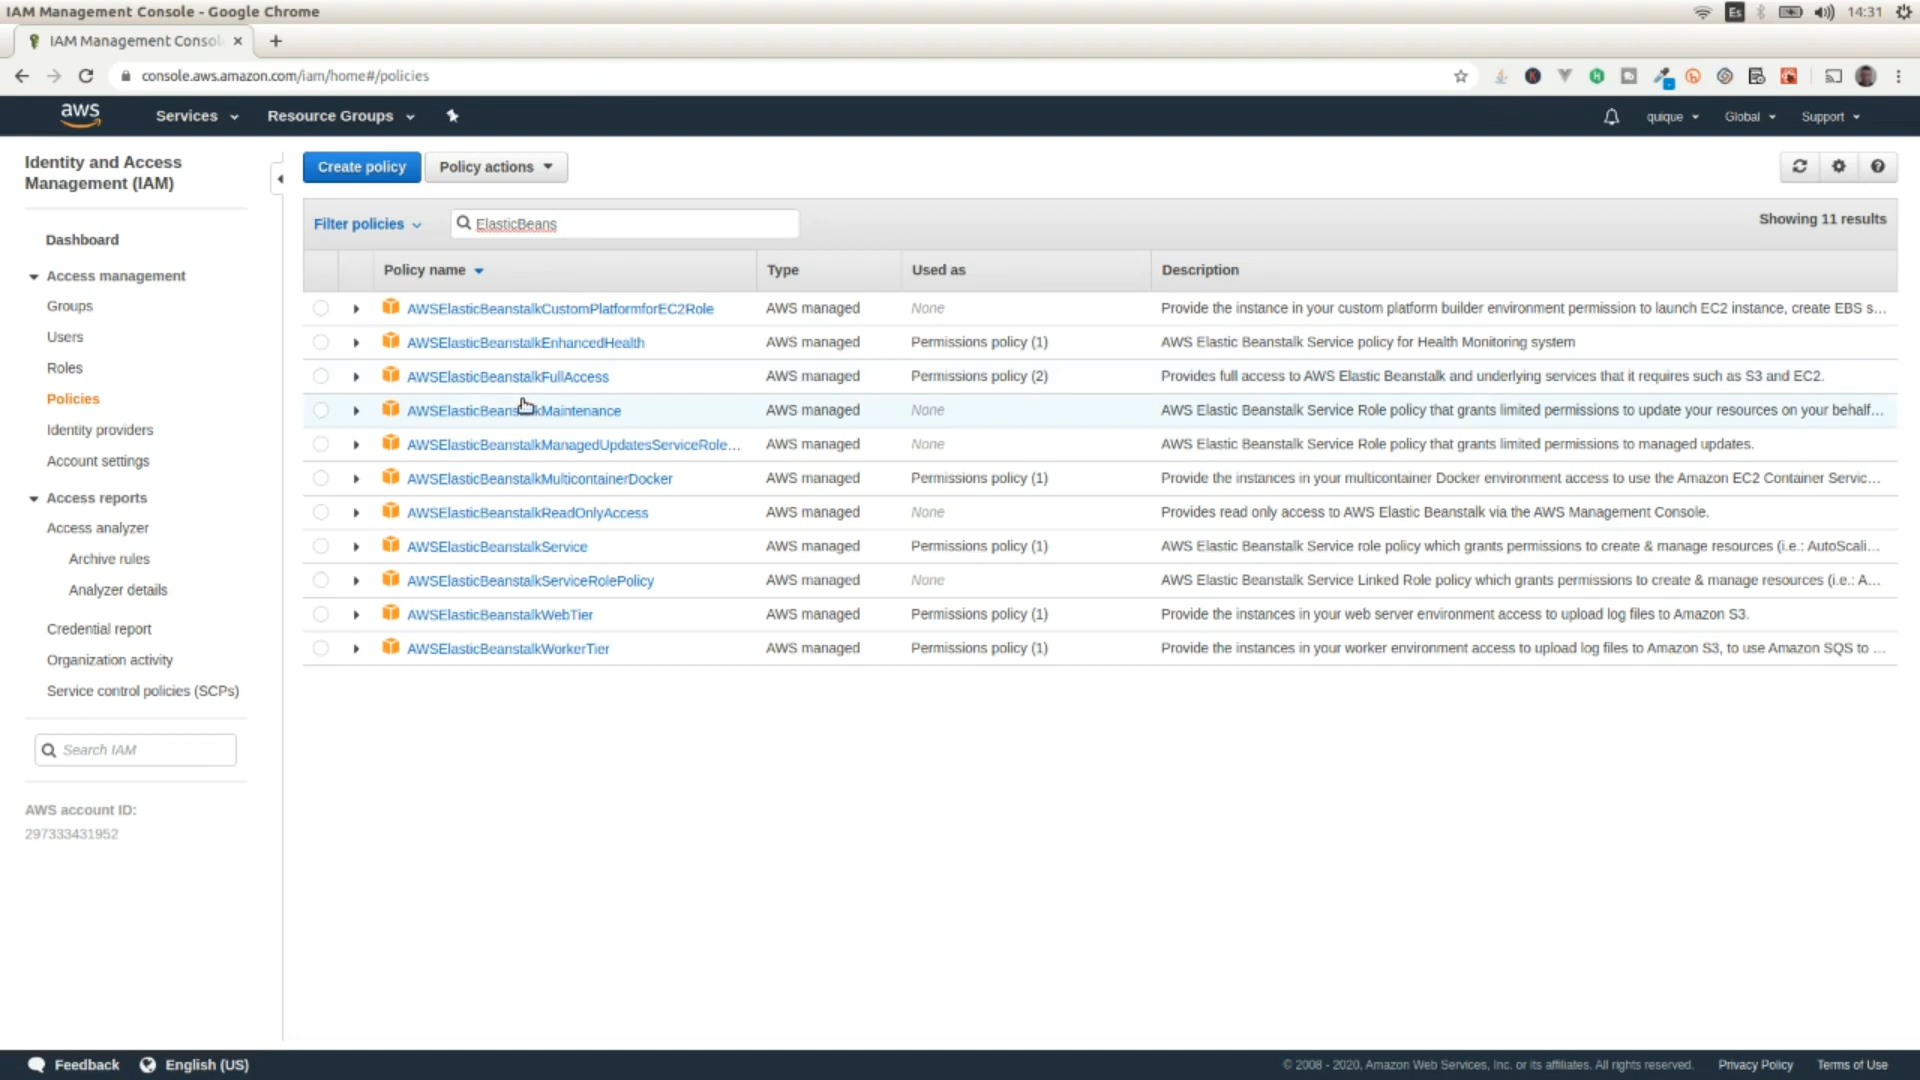 IAM Management Console - Google Chrome
Es
14:31
IAM Management Consol
console.aws.amazon.com/iam/home#/policies
aws
Services
Resource Groups
quique
Global
Support
Identity and Access
Management (IAM)
Dashboard
Access management
Groups
Users
Roles
Policies
Identity providers
Account settings
Access reports
Access analyzer
Archive rules
Analyzer details
Credential report
Organization activity
Service control policies (SCPs)
Search IAM
AWS account ID:
297333431952
Create policy
Policy actions
Filter policies
ElasticBeans
Showing 11 results
Policy name Type Used as Description
AWSElasticBeanstalkCustomPlatformforEC2Role AWS managed None Provide the instance in your custom platform builder environment permission to launch EC2 instance, create EBS s...
AWSElasticBeanstalkEnhancedHealth AWS managed Permissions policy (1) AWS Elastic Beanstalk Service policy for Health Monitoring system
AWSElasticBeanstalkFullAccess AWS managed Permissions policy (2) Provides full access to AWS Elastic Beanstalk and underlying services that it requires such as S3 and EC2.
AWSElasticBeanstalkMaintenance AWS managed None AWS Elastic Beanstalk Service Role policy that grants limited permissions to update your resources on your behalf...
AWSElasticBeanstalkManagedUpdatesServiceRole... AWS managed None AWS Elastic Beanstalk Service Role policy that grants limited permissions to managed updates.
AWSElasticBeanstalkMulticontainerDocker AWS managed Permissions policy (1) Provide the instances in your multicontainer Docker environment access to use the Amazon EC2 Container Servic...
AWSElasticBeanstalkReadOnlyAccess AWS managed None Provides read only access to AWS Elastic Beanstalk via the AWS Management Console.
AWSElasticBeanstalkService AWS managed Permissions policy (1) AWS Elastic Beanstalk Service role policy which grants permissions to create & manage resources (i.e.: AutoScali...
AWSElasticBeanstalkServiceRolePolicy AWS managed None AWS Elastic Beanstalk Service Linked Role policy which grants permissions to create & manage resources (i.e.: A...
AWSElasticBeanstalkWebTier AWS managed Permissions policy (1) Provide the instances in your web server environment access to upload log files to Amazon S3.
AWSElasticBeanstalkWorkerTier AWS managed Permissions policy (1) Provide the instances in your worker environment access to upload log files to Amazon S3, to use Amazon SQS to ...
Feedback
English (US)
© 2008 - 2020, Amazon Web Services, Inc. or its affiliates. All rights reserved.
Privacy Policy
Terms of Use